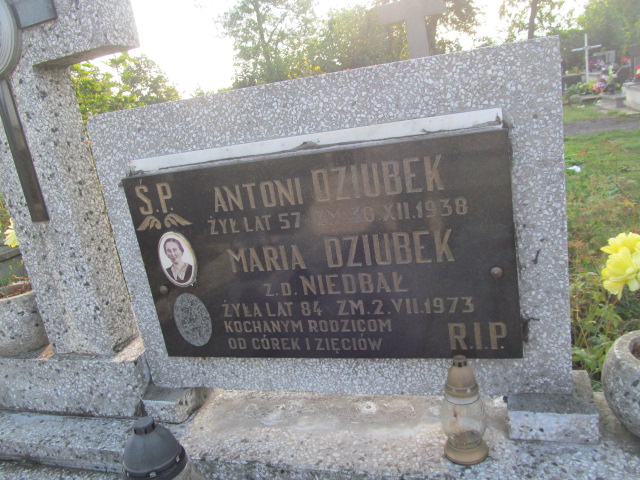 Ś.P. ANTONI DZIUBEK
ŻYŁ LAT 57 ZM. 30.XII.1938
MARIA DZIUBEK
Z.D. NIEDBAŁ
ŻYŁA LAT 84 ZM. 2.VII.1973
KOCHANYM RODZICOM
OD CÓREK I ZIĘCIÓW R.I.P.